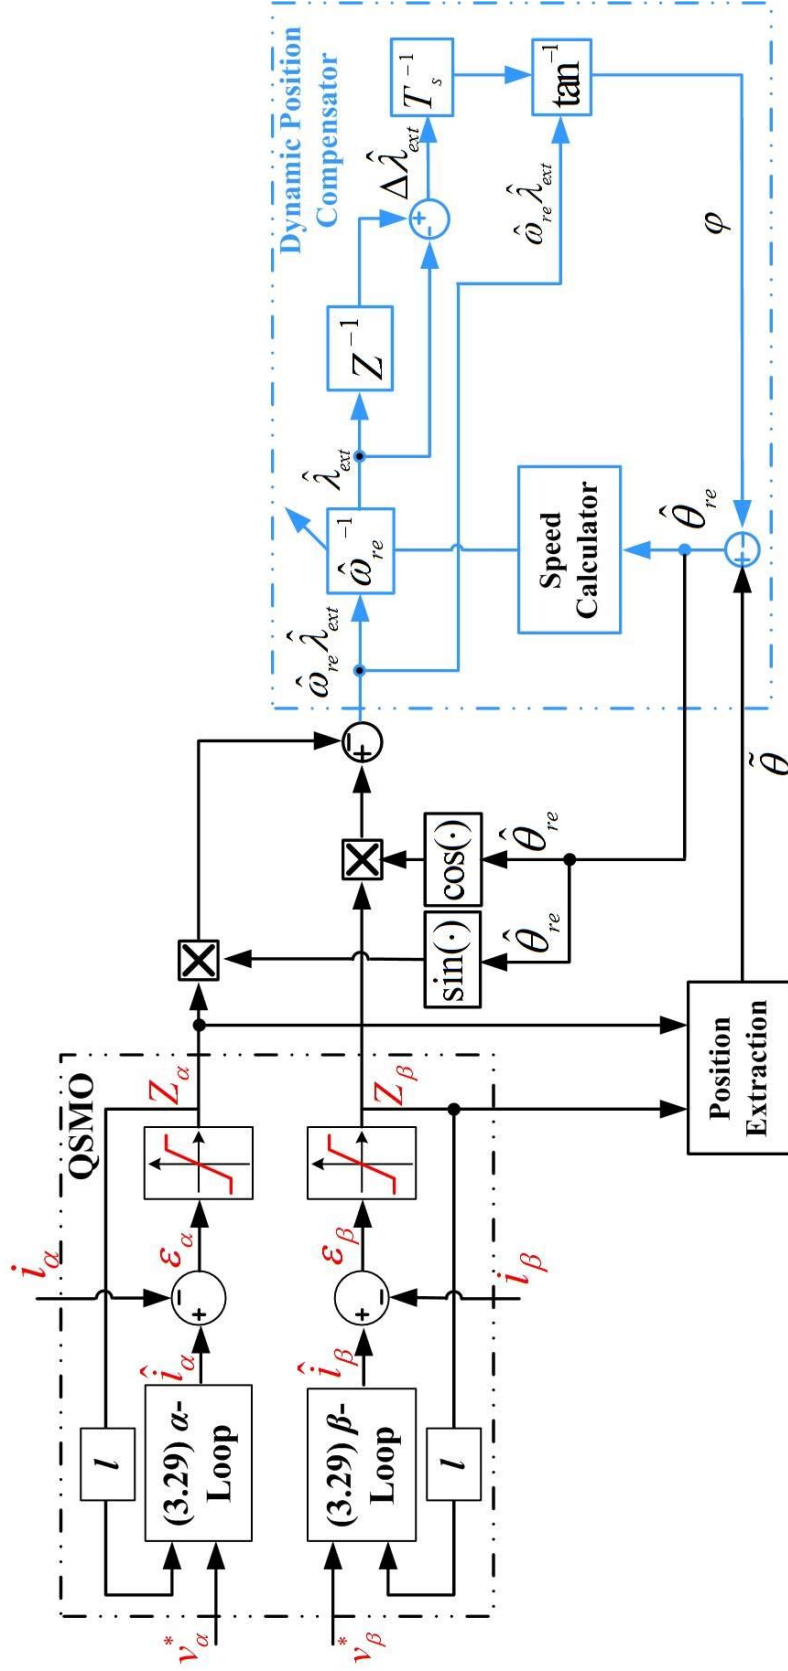 QSMO
i_α
v*_α
l
(3.29) α-
Loop
î_α
+
-
ε_α
Z_α
v*_β
(3.29) β-
Loop
l
î_β
+
-
i_β
ε_β
Z_β
Position
Extraction
sin(·)
cos(·)
θ̂_re
θ̂_re
-
+
θ̃
Dynamic Position
Compensator
ω̂_re λ̂_ext
ω̂_re^-1
λ̂_ext
Z^-1
+
-
Δλ̂_ext
T_s^-1
ω̂_re λ̂_ext
tan^-1
Speed
Calculator
θ̂_re
φ
+
-